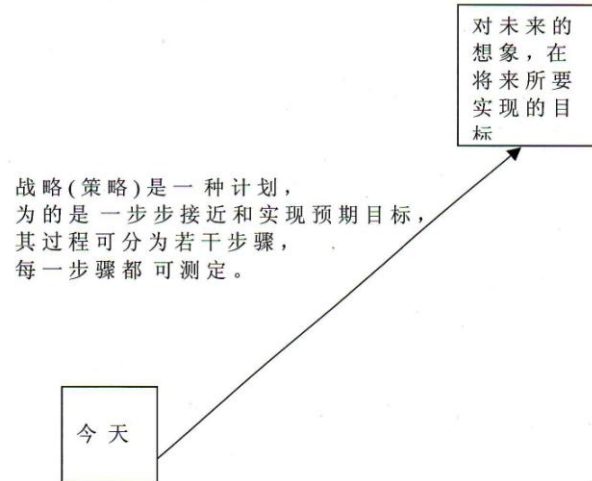 对未来的
想象，在
将来所要
实现的目
标
战略(策略)是一种计划，
为的是一步步接近和实现预期目标，
其过程可分为若干步骤，
每一步骤都可测定。
今天